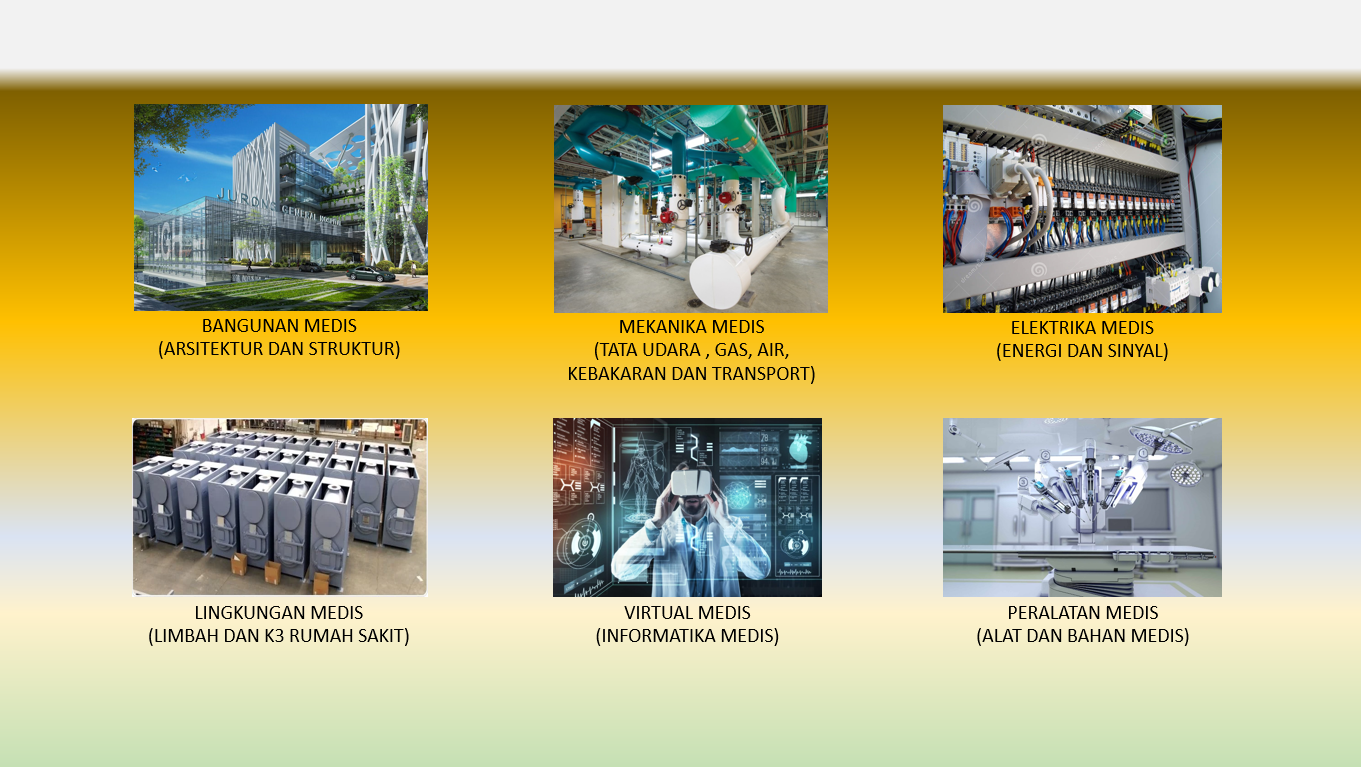 JURONG GENERAL HOSPITAL
BANGUNAN MEDIS
(ARSITEKTUR DAN STRUKTUR)
MEKANIKA MEDIS
(TATA UDARA , GAS, AIR,
KEBAKARAN DAN TRANSPORT)
ELEKTRIKA MEDIS
(ENERGI DAN SINYAL)
LINGKUNGAN MEDIS
(LIMBAH DAN K3 RUMAH SAKIT)
VIRTUAL MEDIS
(INFORMATIKA MEDIS)
PERALATAN MEDIS
(ALAT DAN BAHAN MEDIS)